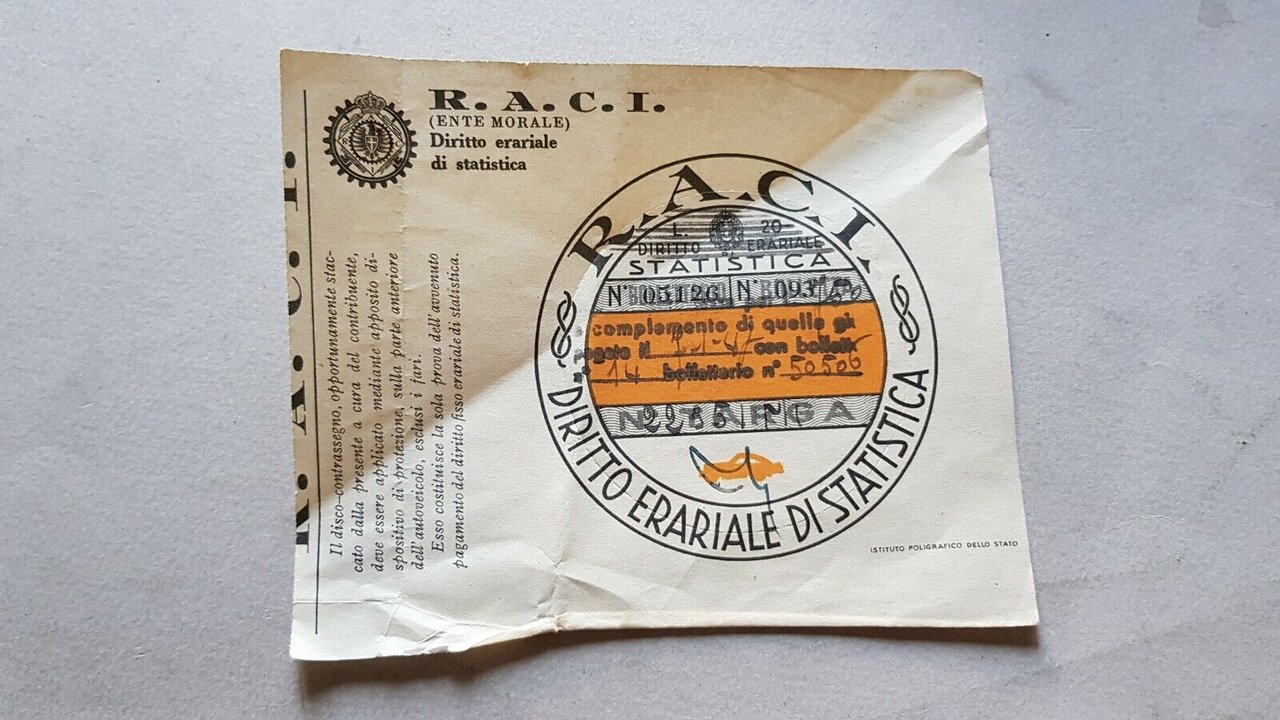 R. A. C. I.
R. A. C. I.
(ENTE MORALE)
Diritto erariale
di statistica
Il disco-contrassegno, opportunamente stac-
cato dalla presente a cura del contribuente,
deve essere applicato mediante apposito di-
spositivo di protezione, sulla parte anteriore
dell'autoveicolo, esclusi i fari.
Esso costituisce la sola prova dell'avvenuto
pagamento del diritto fisso erariale di statistica.
R.A.C.I.
L. 20
DIRITTO ERARIALE
STATISTICA
N° 05126 N° 093
complemento di quello già
pagato il con bollett
n° 14 bollettario n° 50506
N. TARGA
2285
DIRITTO ERARIALE DI STATISTICA
ISTITUTO POLIGRAFICO DELLO STATO